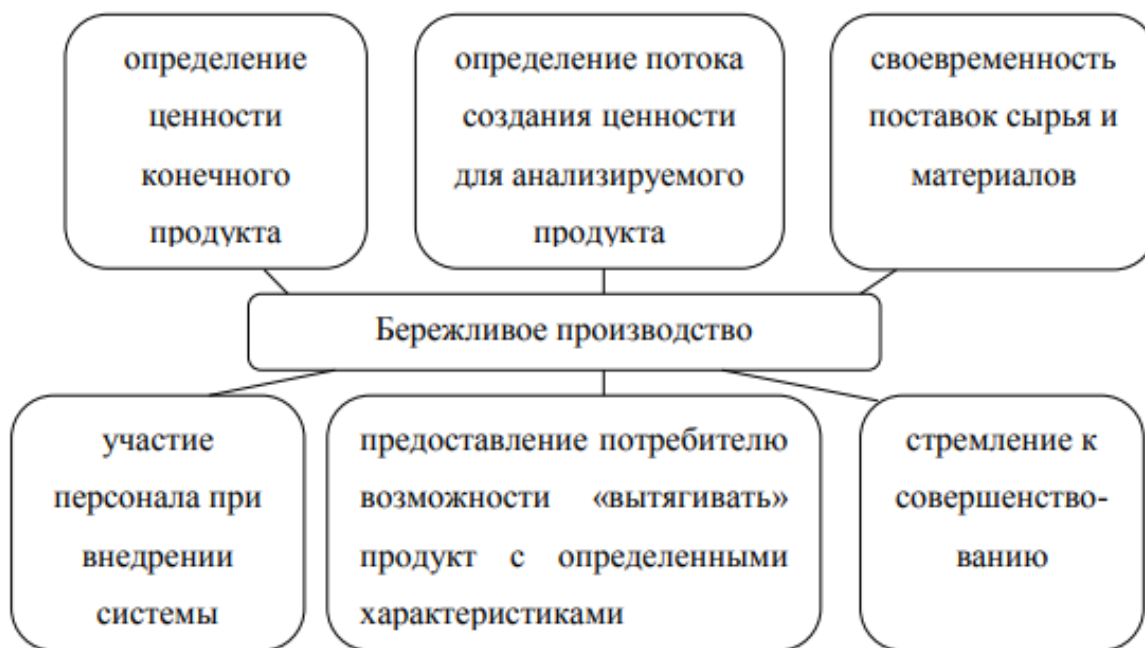 определение
ценности
конечного
продукта
определение потока
создания ценности
для анализируемого
продукта
своевременность
поставок сырья и
материалов
Бережливое производство
участие
персонала при
внедрении
системы
предоставление потребителю
возможности «вытягивать»
продукт с определенными
характеристиками
стремление к
совершенство-
ванию